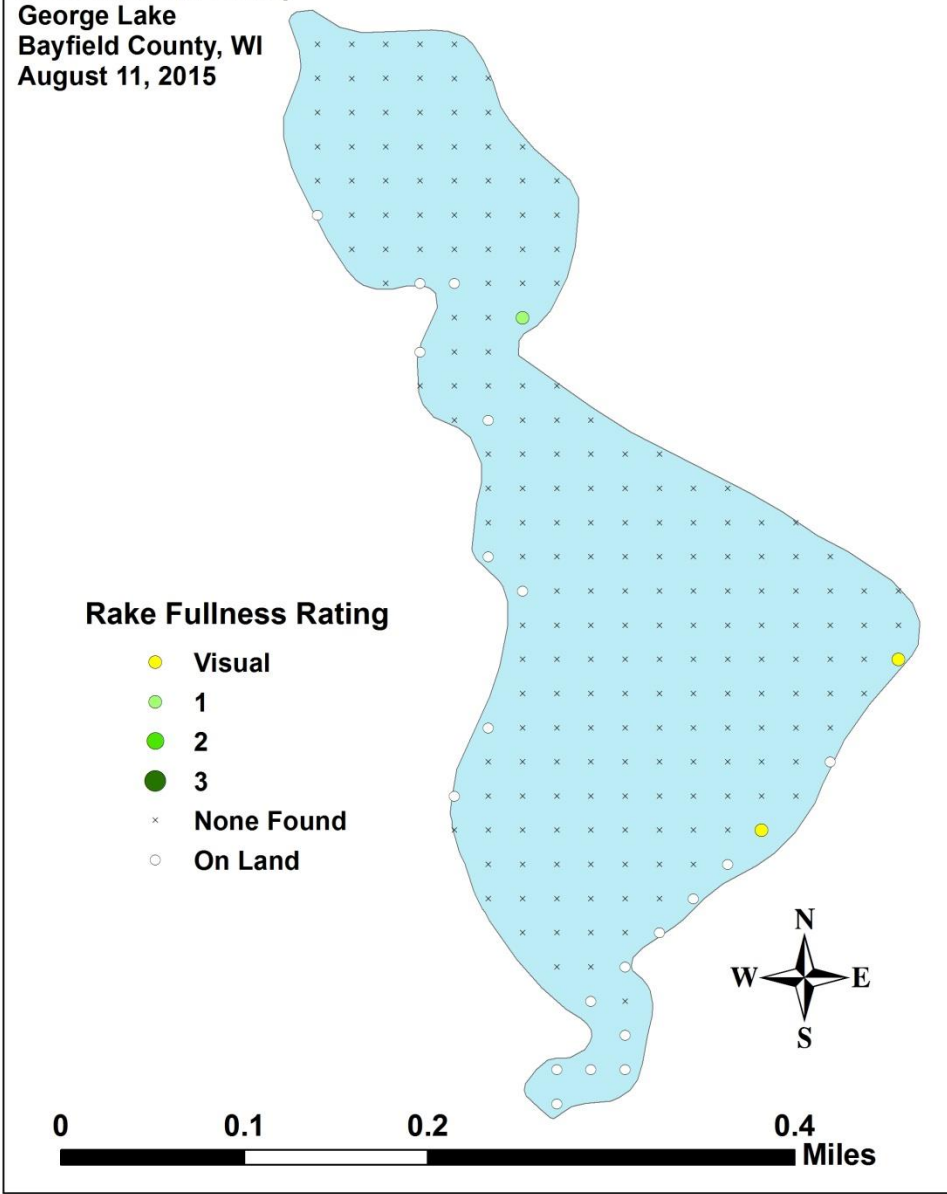 George Lake
Bayfield County, WI
August 11, 2015
Rake Fullness Rating
Visual
1
2
3
None Found
On Land
N
W E
S
0 0.1 0.2 0.4
Miles